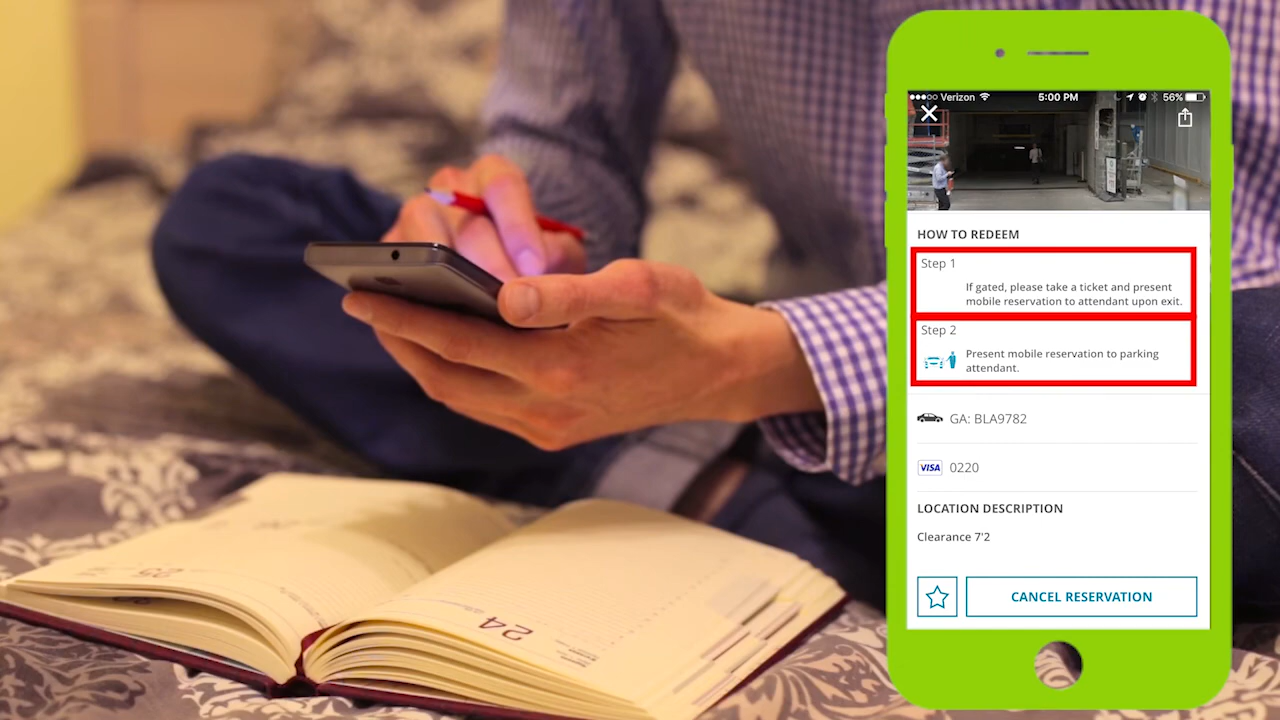 Verizon 5:00 PM 56%
HOW TO REDEEM
Step 1
If gated, please take a ticket and present
mobile reservation to attendant upon exit.
Step 2
Present mobile reservation to parking
attendant.
GA: BLA9782
VISA 0220
LOCATION DESCRIPTION
Clearance 7'2
CANCEL RESERVATION
25
24